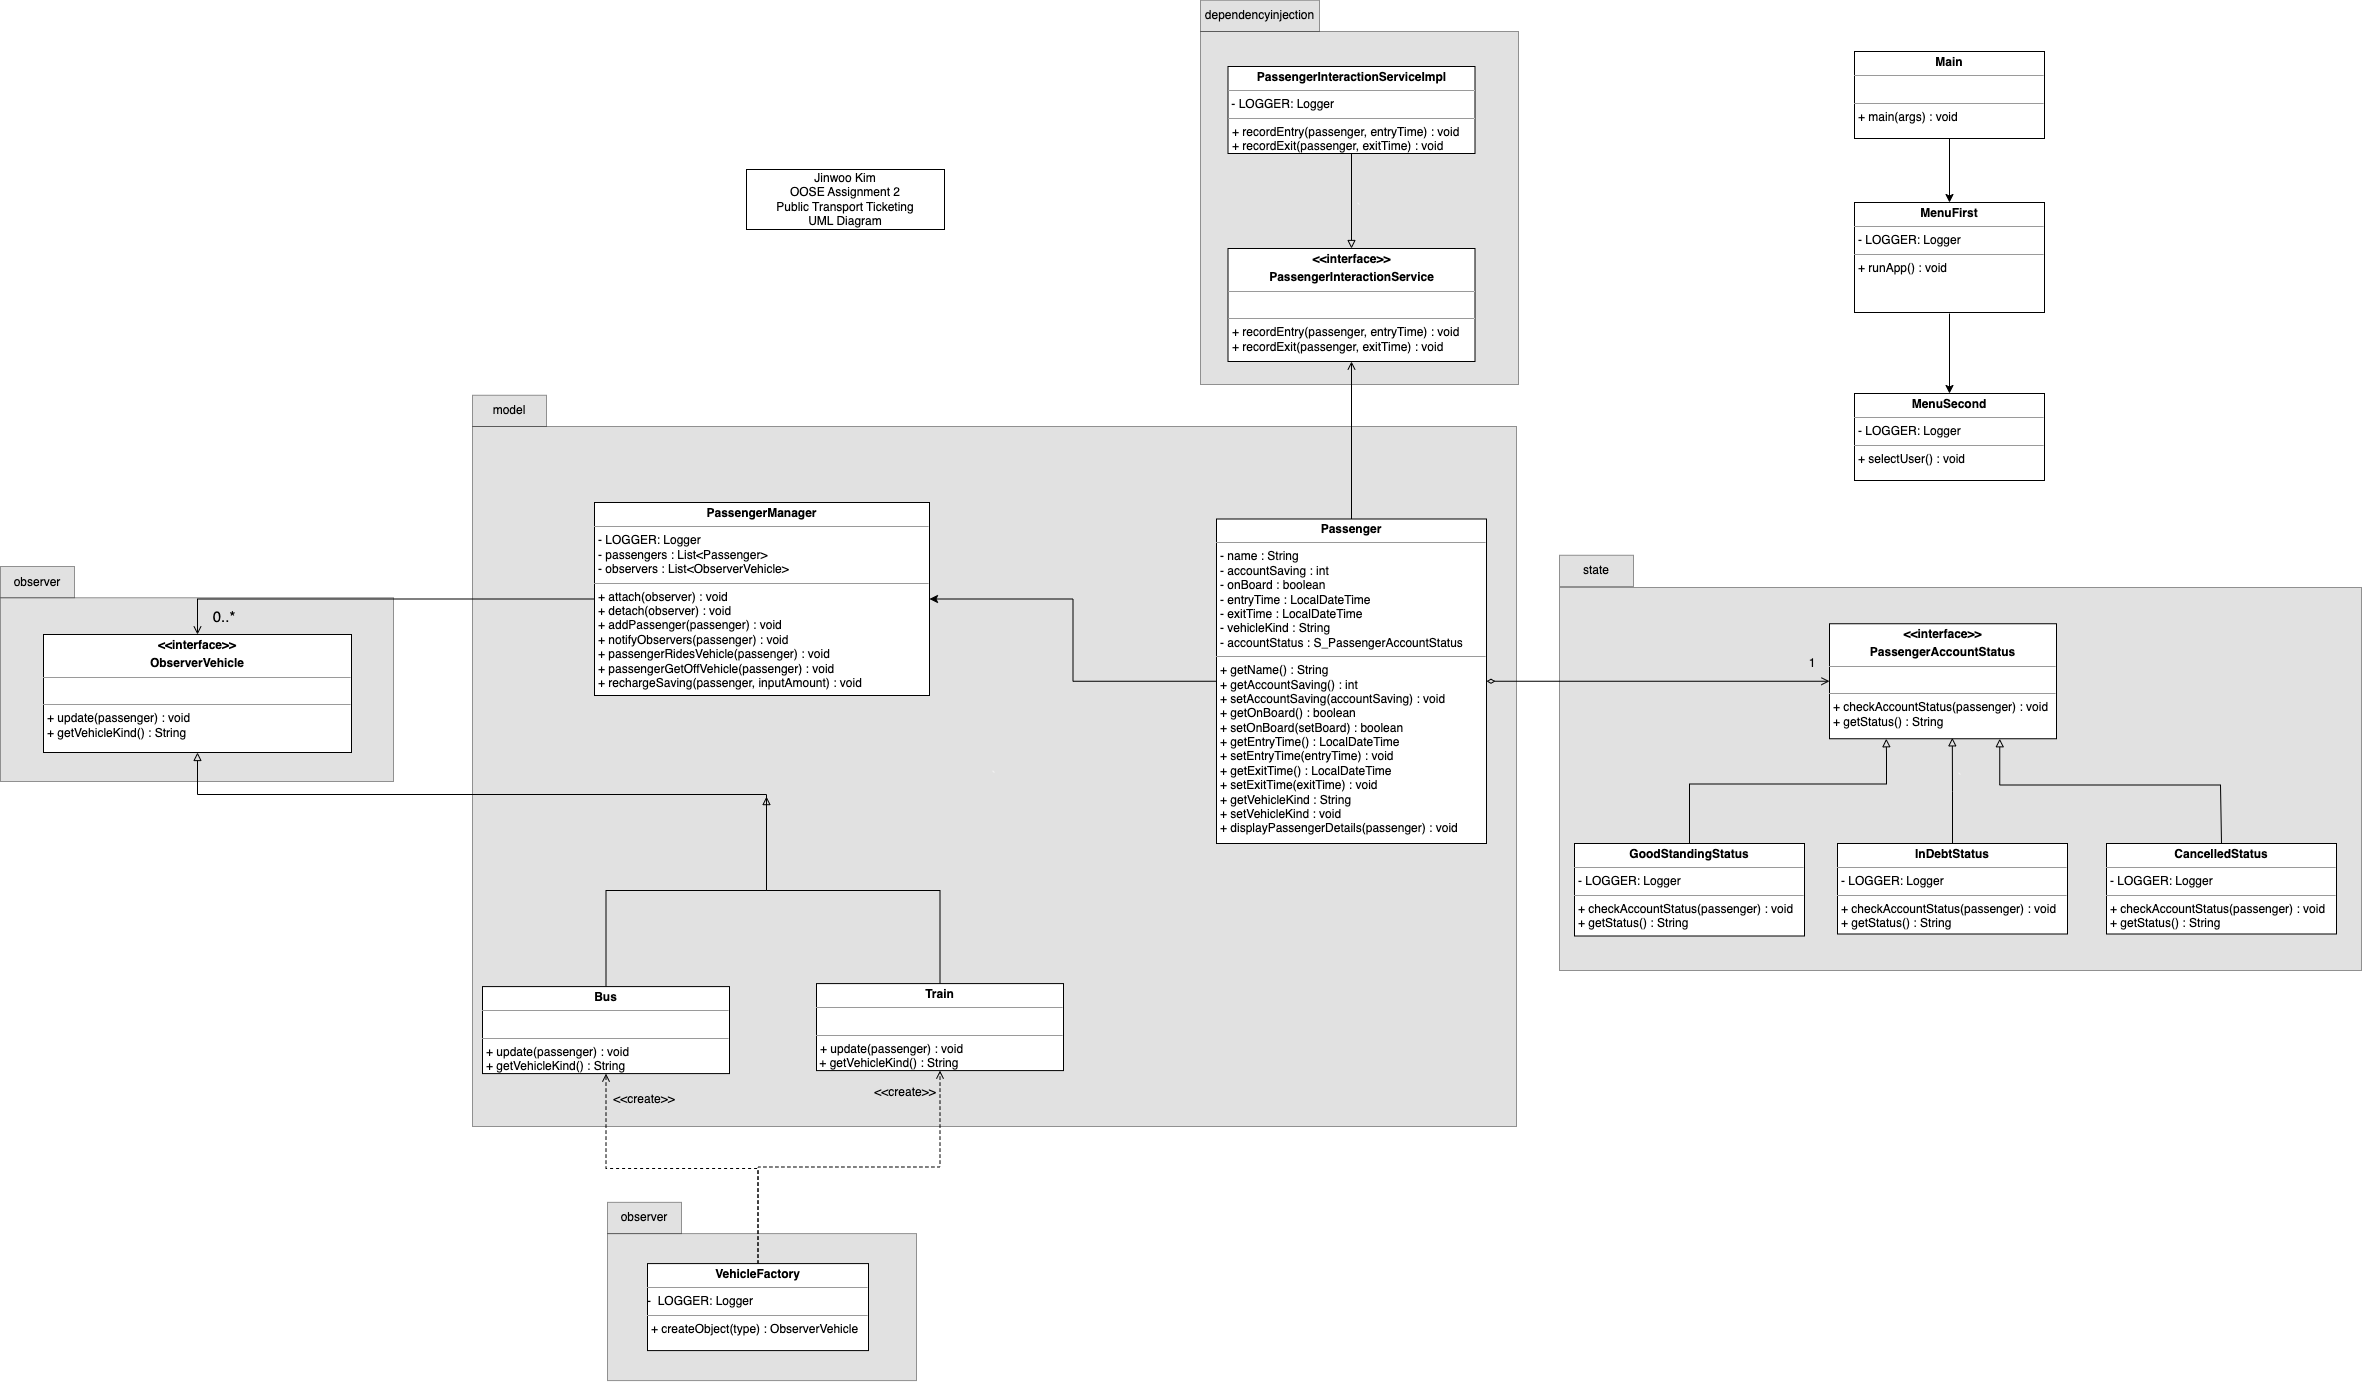 dependencyinjection
PassengerInteractionServiceImpl
- LOGGER: Logger
+ recordEntry(passenger, entryTime) : void
+ recordExit(passenger, exitTime) : void
<<interface>>
PassengerInteractionService
+ recordEntry(passenger, entryTime) : void
+ recordExit(passenger, exitTime) : void
Main
+ main(args) : void
MenuFirst
- LOGGER: Logger
+ runApp() : void
MenuSecond
- LOGGER: Logger
+ selectUser() : void
Jinwoo Kim
OOSE Assignment 2
Public Transport Ticketing
UML Diagram
model
PassengerManager
- LOGGER: Logger
- passengers : List<Passenger>
- observers : List<ObserverVehicle>
+ attach(observer) : void
+ detach(observer) : void
+ addPassenger(passenger) : void
+ notifyObservers(passenger) : void
+ passengerRidesVehicle(passenger) : void
+ passengerGetOffVehicle(passenger) : void
+ rechargeSaving(passenger, inputAmount) : void
Passenger
- name : String
- accountSaving : int
- onBoard : boolean
- entryTime : LocalDateTime
- exitTime : LocalDateTime
- vehicleKind : String
- accountStatus : S_PassengerAccountStatus
+ getName() : String
+ getAccountSaving() : int
+ setAccountSaving(accountSaving) : void
+ getOnBoard() : boolean
+ setOnBoard(setBoard) : boolean
+ getEntryTime() : LocalDateTime
+ setEntryTime(entryTime) : void
+ getExitTime() : LocalDateTime
+ setExitTime(exitTime) : void
+ getVehicleKind : String
+ setVehicleKind : void
+ displayPassengerDetails(passenger) : void
observer
0..*
<<interface>>
ObserverVehicle
+ update(passenger) : void
+ getVehicleKind() : String
state
1
<<interface>>
PassengerAccountStatus
+ checkAccountStatus(passenger) : void
+ getStatus() : String
GoodStandingStatus
- LOGGER: Logger
+ checkAccountStatus(passenger) : void
+ getStatus() : String
InDebtStatus
- LOGGER: Logger
+ checkAccountStatus(passenger) : void
+ getStatus() : String
CancelledStatus
- LOGGER: Logger
+ checkAccountStatus(passenger) : void
+ getStatus() : String
Bus
+ update(passenger) : void
+ getVehicleKind() : String
Train
+ update(passenger) : void
+ getVehicleKind() : String
<<create>>
<<create>>
observer
VehicleFactory
- LOGGER: Logger
+ createObject(type) : ObserverVehicle